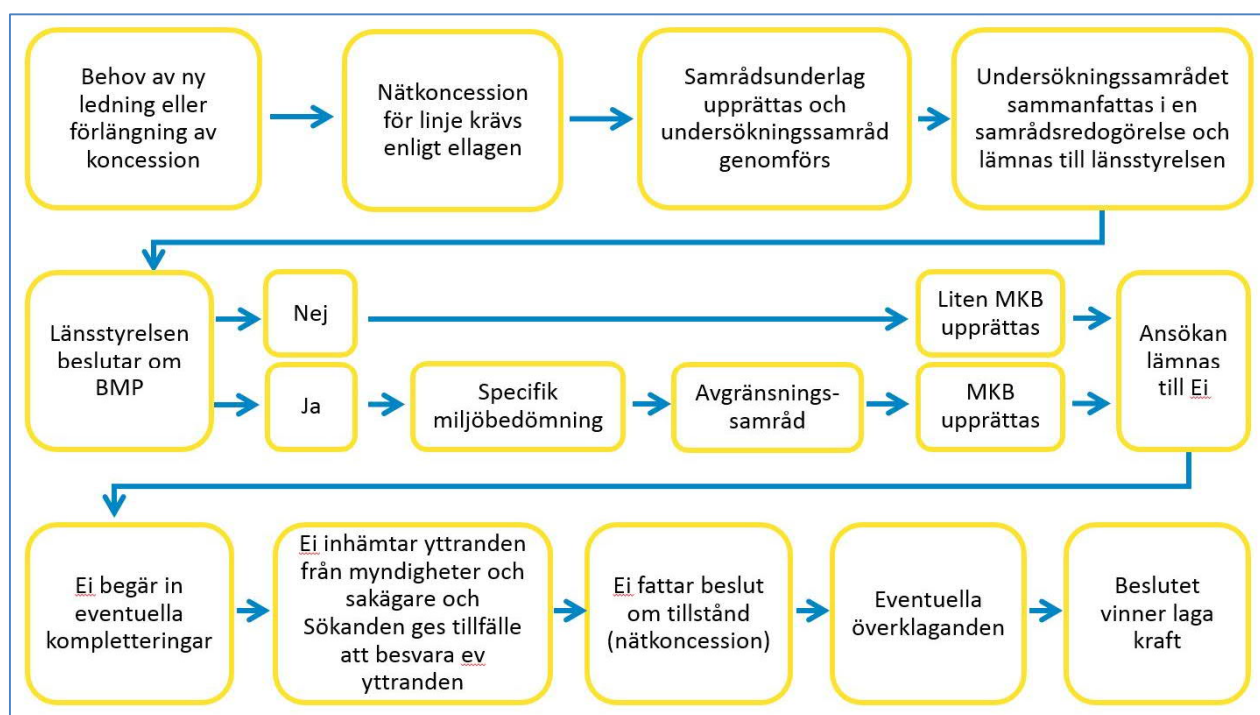 Behov av ny
ledning eller
förlängning av
koncession
Nätkoncession
för linje krävs
enligt ellagen
Samrådsunderlag
upprättas och
undersökningssamråd
genomförs
Undersökningssamrådet
sammanfattas i en
samrådsredogörelse och
lämnas till länsstyrelsen
Länsstyrelsen
beslutar om
BMP
Nej
Liten MKB
upprättas
Ja
Specifik
miljöbedömning
Avgränsnings-
samråd
MKB
upprättas
Ansökan
lämnas
till Ei
Ei begär in
eventuella
kompletteringar
Ei inhämtar yttranden
från myndigheter och
sakägare och
Sökanden ges tillfälle
att besvara ev
yttranden
Ei fattar beslut
om tillstånd
(nätkoncession)
Eventuella
överklaganden
Beslutet
vinner laga
kraft